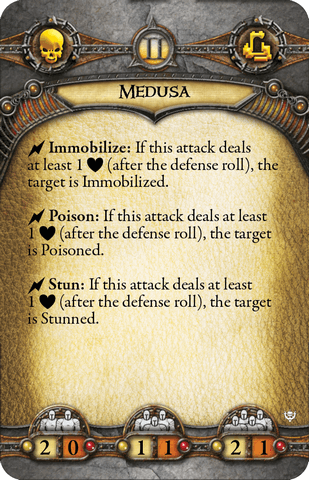 II
Medusa
Immobilize: If this attack deals
at least 1 (after the defense roll), the
target is Immobilized.
Poison: If this attack deals at least
1 (after the defense roll), the target
is Poisoned.
Stun: If this attack deals at least
1 (after the defense roll), the target
is Stunned.
2 0 1 1 2 1